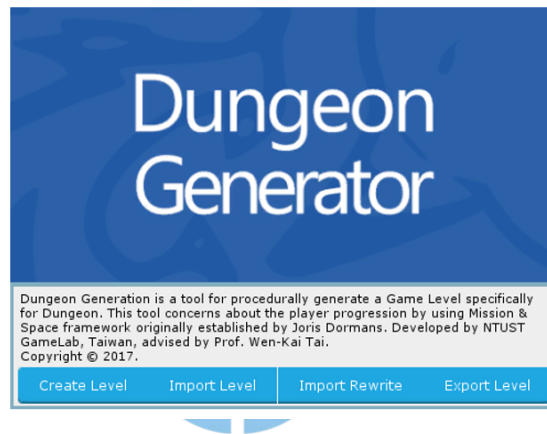 Dungeon
Generator
Dungeon Generation is a tool for procedurally generate a Game Level specifically
for Dungeon. This tool concerns about the player progression by using Mission &
Space framework originally established by Joris Dormans. Developed by NTUST
GameLab, Taiwan, advised by Prof. Wen-Kai Tai.
Copyright © 2017.
Create Level Import Level Import Rewrite Export Level